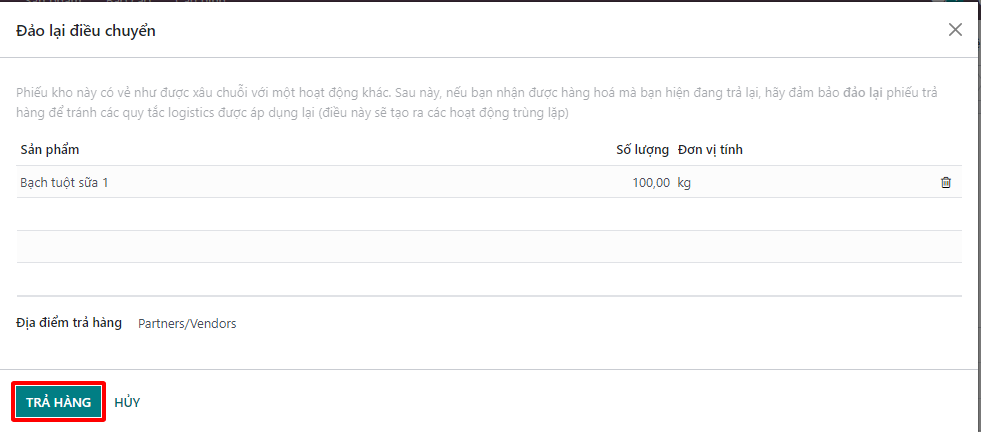 Đảo lại điều chuyển
Phiếu kho này có vẻ như được xâu chuỗi với một hoạt động khác. Sau này, nếu bạn nhận được hàng hoá mà bạn hiện đang trả lại, hãy đảm bảo đảo lại phiếu trả
hàng để tránh các quy tắc logistics được áp dụng lại (điều này sẽ tạo ra các hoạt động trùng lặp)
Sản phẩm Số lượng Đơn vị tính
Bạch tuột sữa 1 100,00 kg
Địa điểm trả hàng Partners/Vendors
TRẢ HÀNG HỦY